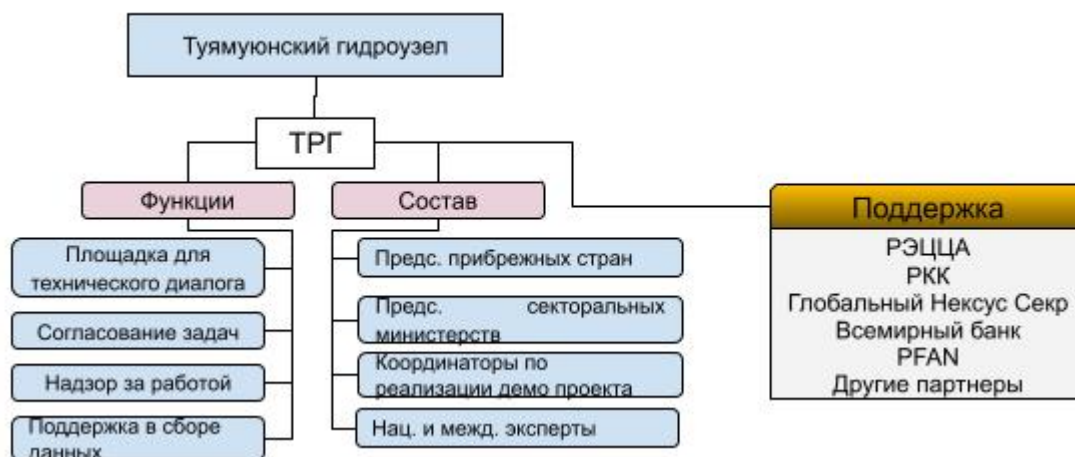 Туямуюнский гидроузел
ТРГ
Функции
Состав
Площадка для
технического диалога
Согласование задач
Надзор за работой
Поддержка в сборе
данных
Предс. прибрежных стран
Предс. секторальных
министерств
Координаторы по
реализации демо проекта
Нац. и межд. эксперты
Поддержка
РЭЦЦА
РКК
Глобальный Нексус Секр
Всемирный банк
PFAN
Другие партнеры